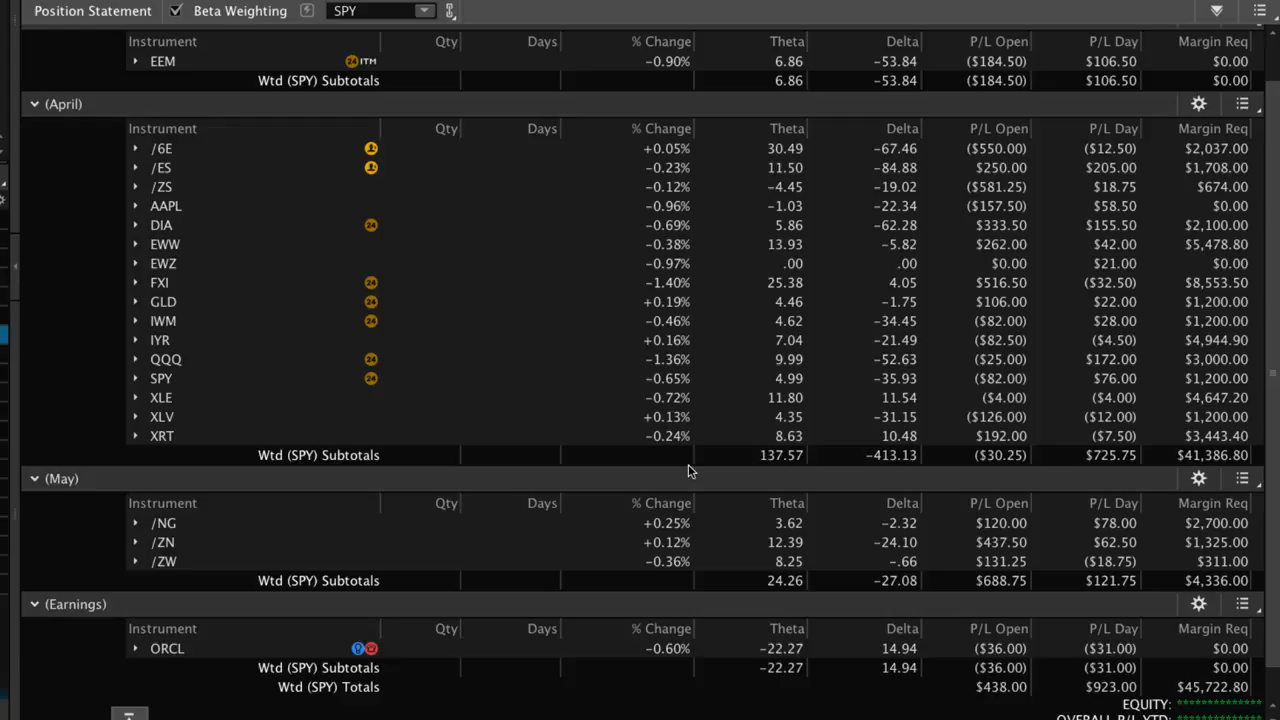 Position Statement Beta Weighting SPY
Instrument Qty Days % Change Theta Delta P/L Open P/L Day Margin Req
EEM 24 ITM -0.90% 6.86 -53.84 ($184.50) $106.50 $0.00
Wtd (SPY) Subtotals 6.86 -53.84 ($184.50) $106.50 $0.00
(April)
Instrument Qty Days % Change Theta Delta P/L Open P/L Day Margin Req
/6E +0.05% 30.49 -67.46 ($550.00) ($12.50) $2,037.00
/ES -0.23% 11.50 -84.88 $250.00 $205.00 $1,708.00
/ZS -0.12% -4.45 -19.02 ($581.25) $18.75 $674.00
AAPL -0.96% -1.03 -22.34 ($157.50) $58.50 $0.00
DIA 24 -0.69% 5.86 -62.28 $333.50 $155.50 $2,100.00
EWW -0.38% 13.93 -5.82 $262.00 $42.00 $5,478.80
EWZ -0.97% .00 .00 $0.00 $21.00 $0.00
FXI 24 -1.40% 25.38 4.05 $516.50 ($32.50) $8,553.50
GLD 24 +0.19% 4.46 -1.75 $106.00 $22.00 $1,200.00
IWM 24 -0.46% 4.62 -34.45 ($82.00) $28.00 $1,200.00
IYR +0.16% 7.04 -21.49 ($82.50) ($4.50) $4,944.90
QQQ 24 -1.36% 9.99 -52.63 ($25.00) $172.00 $3,000.00
SPY 24 -0.65% 4.99 -35.93 ($82.00) $76.00 $1,200.00
XLE -0.72% 11.80 11.54 ($4.00) ($4.00) $4,647.20
XLV +0.13% 4.35 -31.15 ($126.00) ($12.00) $1,200.00
XRT -0.24% 8.63 10.48 $192.00 ($7.50) $3,443.40
Wtd (SPY) Subtotals 137.57 -413.13 ($30.25) $725.75 $41,386.80
(May)
Instrument Qty Days % Change Theta Delta P/L Open P/L Day Margin Req
/NG +0.25% 3.62 -2.32 $120.00 $78.00 $2,700.00
/ZN +0.12% 12.39 -24.10 $437.50 $62.50 $1,325.00
/ZW -0.36% 8.25 -.66 $131.25 ($18.75) $311.00
Wtd (SPY) Subtotals 24.26 -27.08 $688.75 $121.75 $4,336.00
(Earnings)
Instrument Qty Days % Change Theta Delta P/L Open P/L Day Margin Req
ORCL -0.60% -22.27 14.94 ($36.00) ($31.00) $0.00
Wtd (SPY) Subtotals -22.27 14.94 ($36.00) ($31.00) $0.00
Wtd (SPY) Totals $438.00 $923.00 $45,722.80
EQUITY: **************
OVERALL P/L YTD: